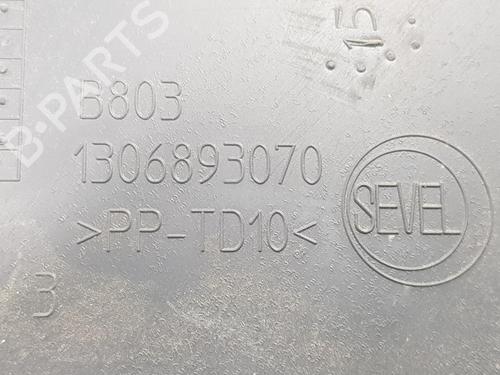 15
B803
1306893070
>PP-TD10<
SEVEL
3
B-PARTS